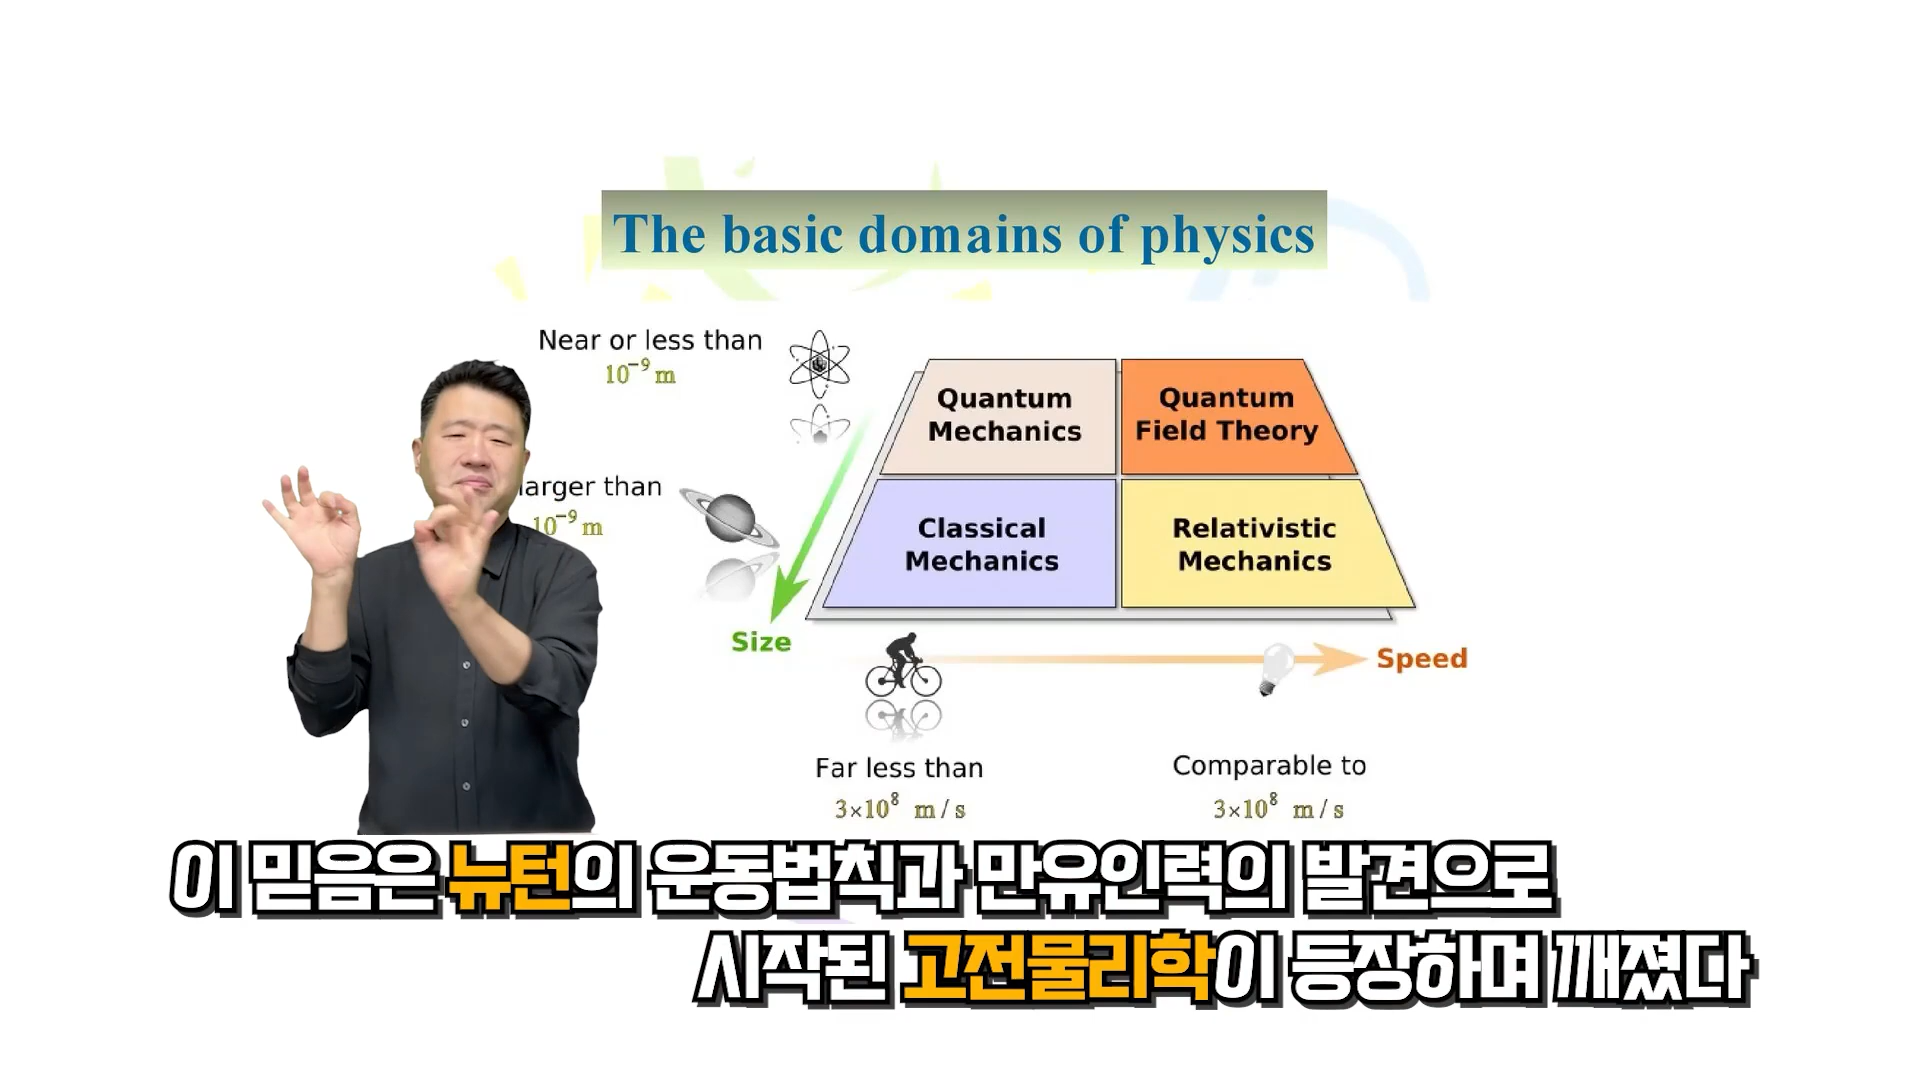 The basic domains of physics
Near or less than
10⁻⁹ m
larger than
10⁻⁹ m
Quantum
Mechanics
Quantum
Field Theory
Classical
Mechanics
Relativistic
Mechanics
Size
Speed
Far less than
3×10⁸ m/s
Comparable to
3×10⁸ m/s
이 믿음은 뉴턴의 운동법칙과 만유인력의 발견으로
시작된 고전물리학이 등장하며 깨졌다